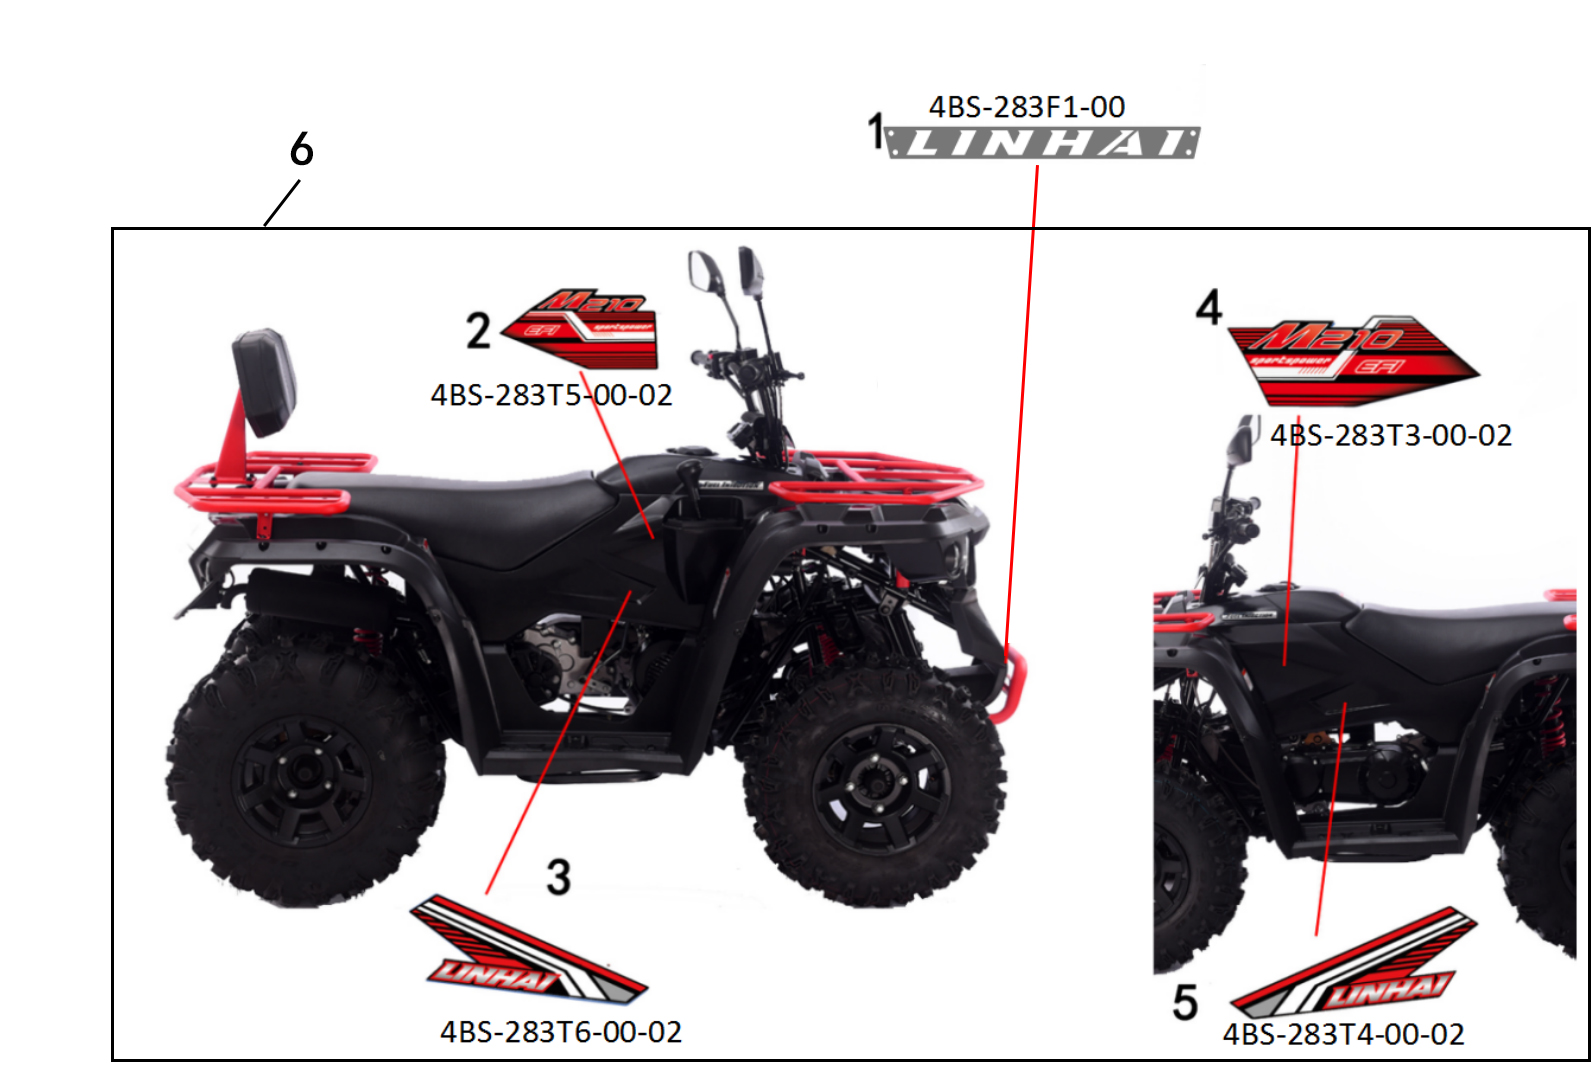 4BS-283F1-00
1
LINHAI
6
2
M210
EFI
sportspower
4BS-283T5-00-02
4
M210
sportspower
EFI
4BS-283T3-00-02
3
LINHAI
4BS-283T6-00-02
5
LINHAI
4BS-283T4-00-02